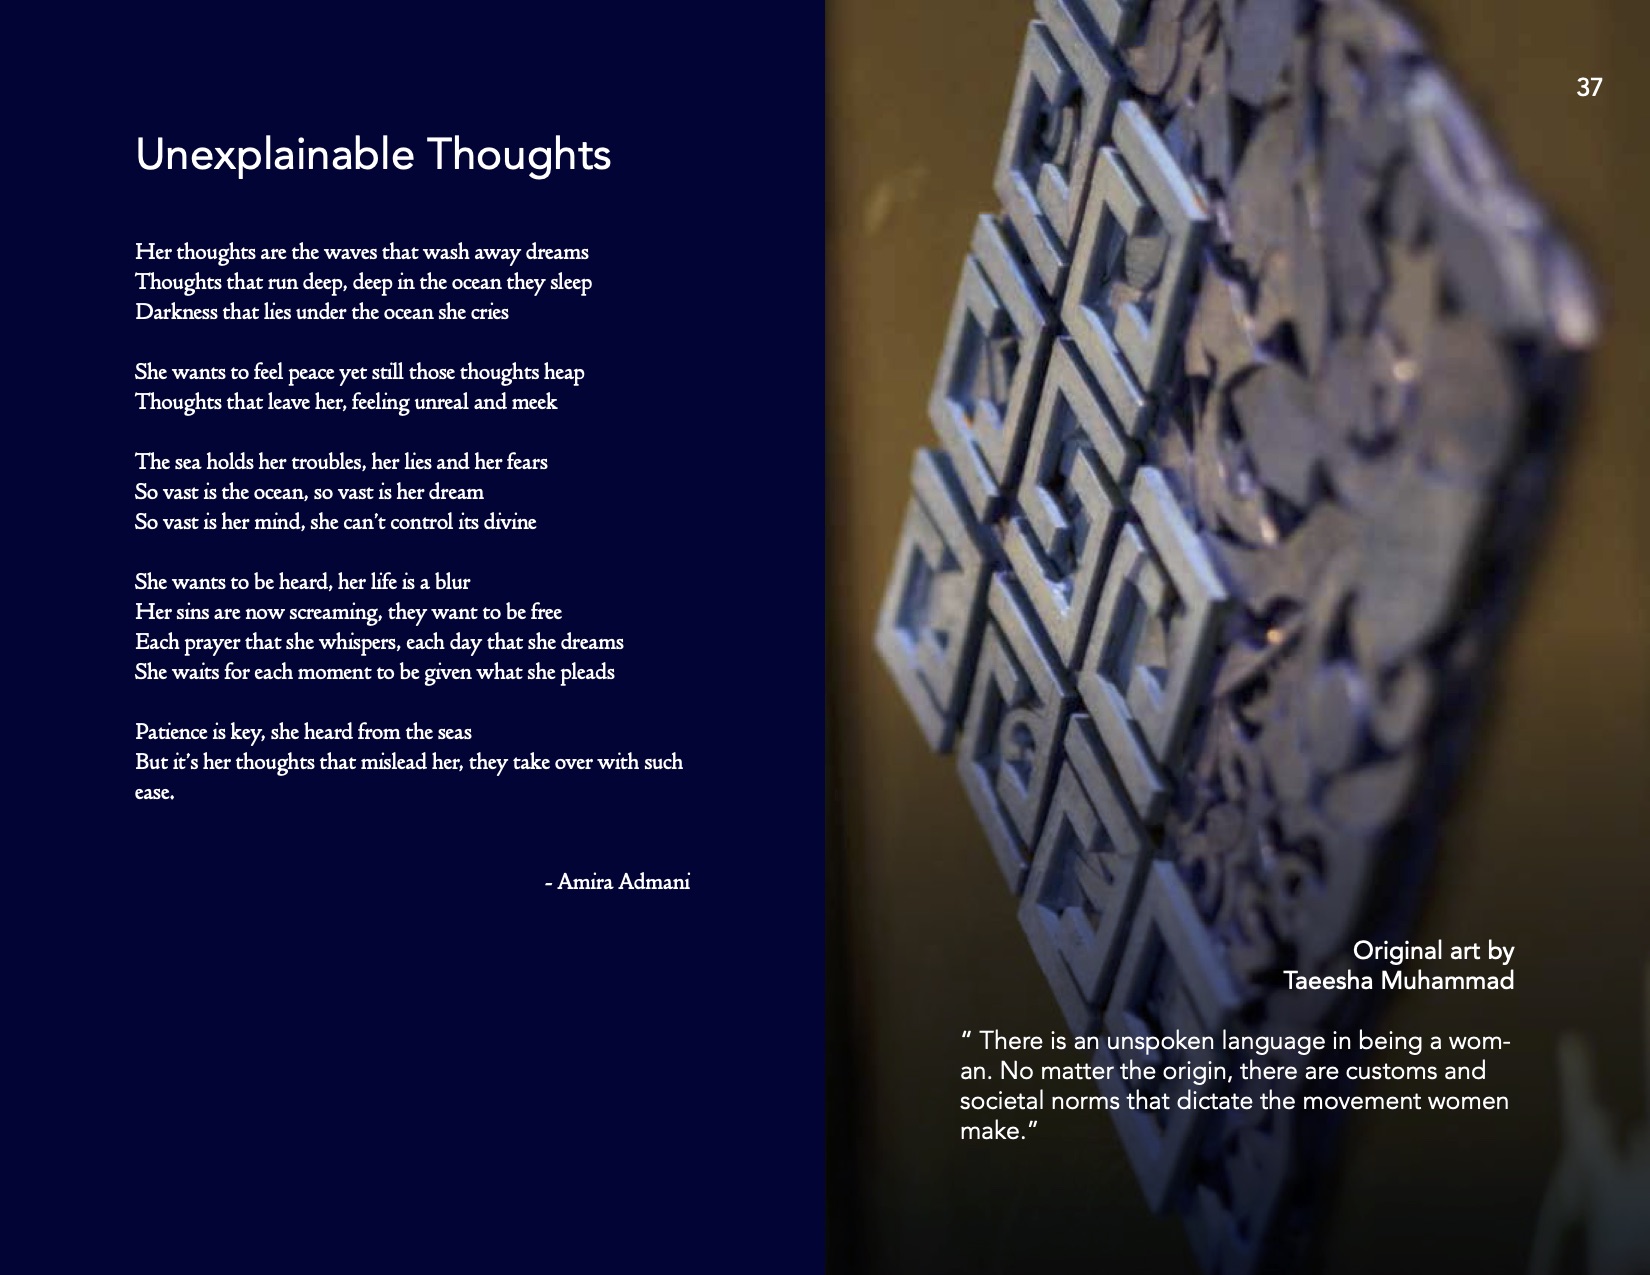 Unexplainable Thoughts
Her thoughts are the waves that wash away dreams
Thoughts that run deep, deep in the ocean they sleep
Darkness that lies under the ocean she cries
She wants to feel peace yet still those thoughts heap
Thoughts that leave her, feeling unreal and meek
The sea holds her troubles, her lies and her fears
So vast is the ocean, so vast is her dream
So vast is her mind, she can't control its divine
She wants to be heard, her life is a blur
Her sins are now screaming, they want to be free
Each prayer that she whispers, each day that she dreams
She waits for each moment to be given what she pleads
Patience is key, she heard from the seas
But it's her thoughts that mislead her, they take over with such
ease.
- Amira Admani
37
Original art by
Taeesha Muhammad
“ There is an unspoken language in being a wom-
an. No matter the origin, there are customs and
societal norms that dictate the movement women
make.”